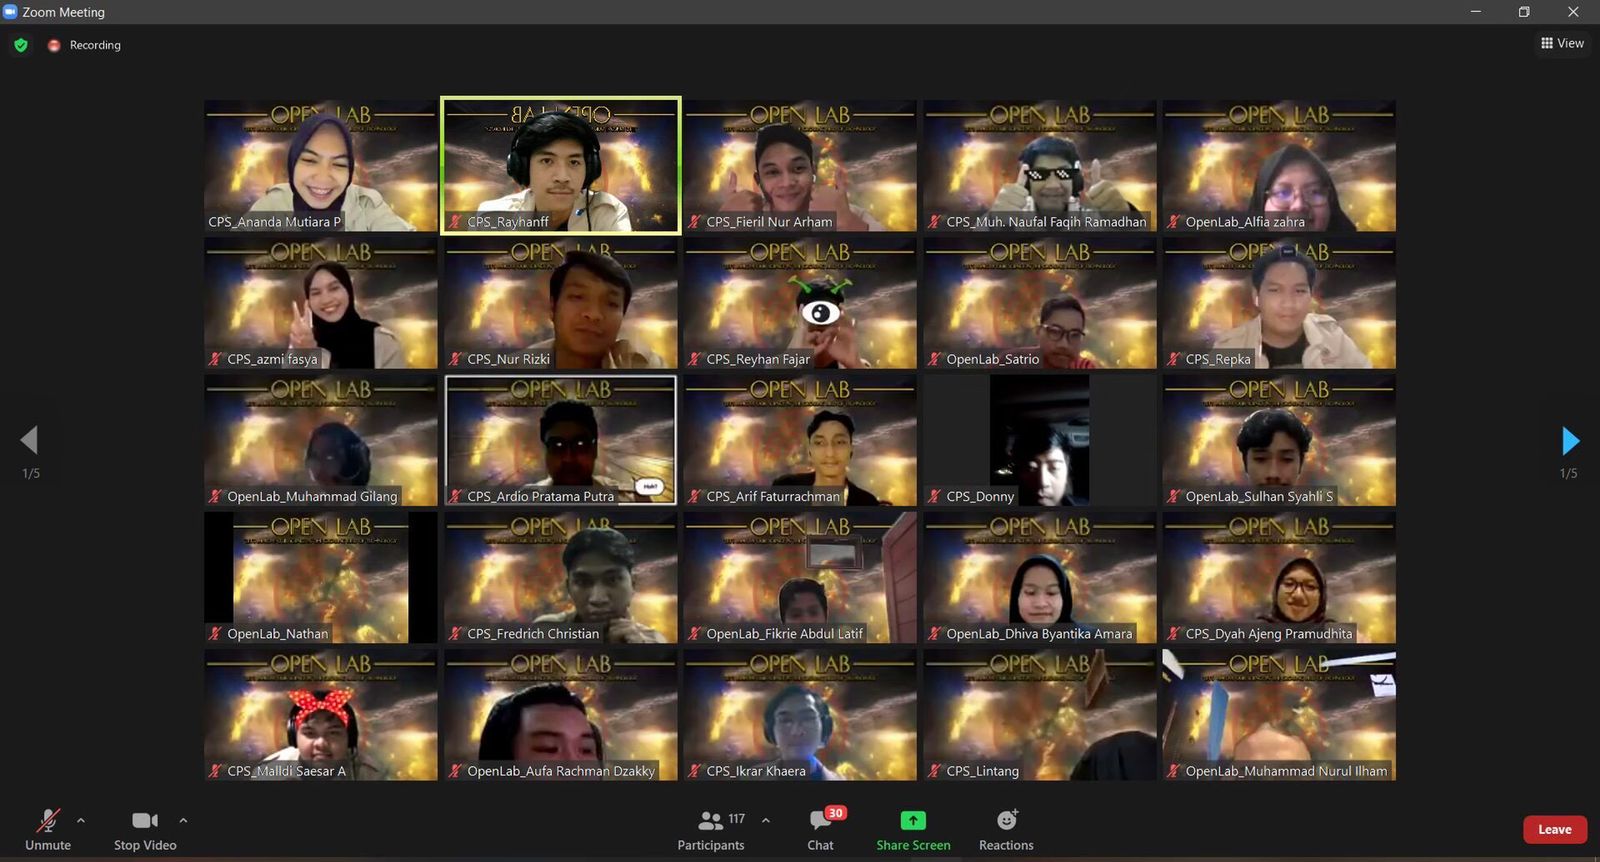 Zoom Meeting
Recording
View
OPEN LAB
OPEN LAB
OPEN LAB
OPEN LAB
OPEN LAB
CPS_Ananda Mutiara P
CPS_Rayhanff
CPS_Fieril Nur Arham
CPS_Muh. Naufal Faqih Ramadhan
OpenLab_Alfia zahra
OPEN LAB
OPEN LAB
OPEN LAB
OPEN LAB
OPEN LAB
CPS_azmi fasya
CPS_Nur Rizki
CPS_Reyhan Fajar
OpenLab_Satrio
CPS_Repka
OPEN LAB
OPEN LAB
OPEN LAB
OPEN LAB
Huh?
OpenLab_Muhammad Gilang
CPS_Ardio Pratama Putra
CPS_Arif Faturrachman
CPS_Donny
OpenLab_Sulhan Syahli S
1/5
1/5
OPEN LAB
OPEN LAB
OPEN LAB
OPEN LAB
OPEN LAB
OpenLab_Nathan
CPS_Fredrich Christian
OpenLab_Fikrie Abdul Latif
OpenLab_Dhiva Byantika Amara
CPS_Dyah Ajeng Pramudhita
OPEN LAB
OPEN LAB
OPEN LAB
OPEN LAB
OPEN LAB
CPS_Malldi Saesar A
OpenLab_Aufa Rachman Dzakky
CPS_Ikrar Khaera
CPS_Lintang
OpenLab_Muhammad Nurul Ilham
117
30
Unmute
Stop Video
Participants
Chat
Share Screen
Reactions
Leave